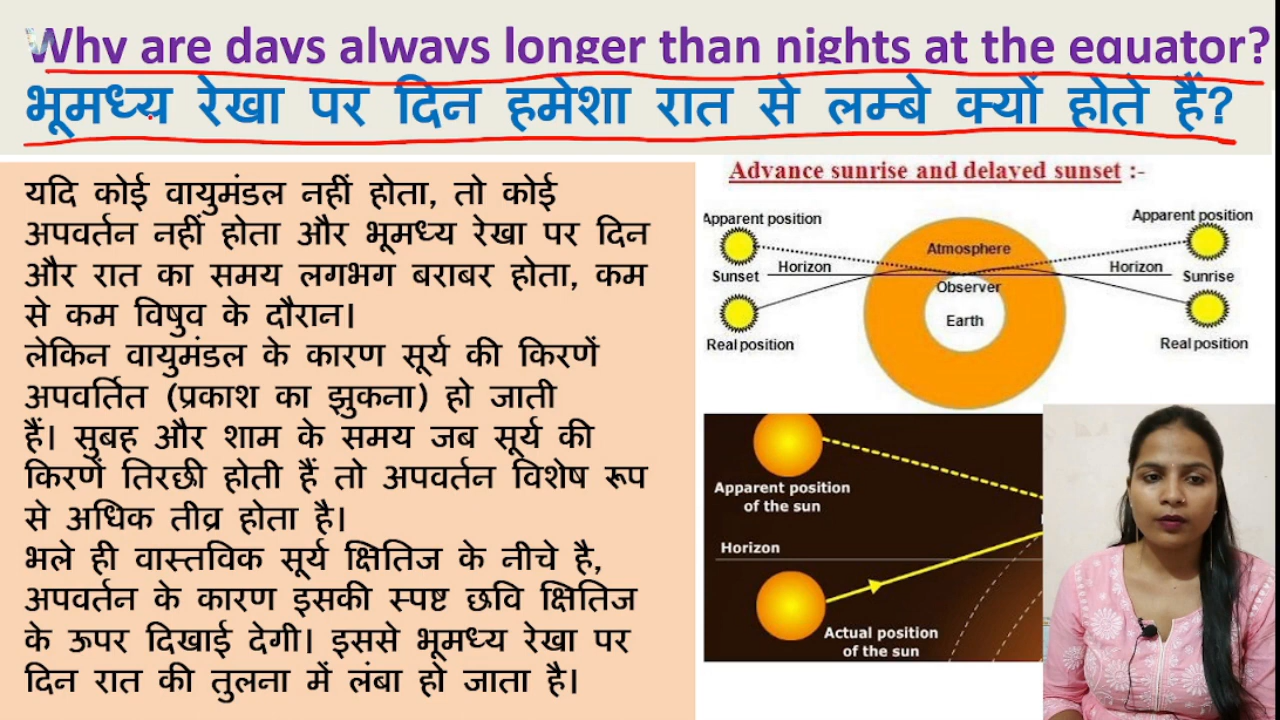 Why are days always longer than nights at the equator?
भूमध्य रेखा पर दिन हमेशा रात से लम्बे क्यों होते हैं?
यदि कोई वायुमंडल नहीं होता, तो कोई
अपवर्तन नहीं होता और भूमध्य रेखा पर दिन
और रात का समय लगभग बराबर होता, कम
से कम विषुव के दौरान।
लेकिन वायुमंडल के कारण सूर्य की किरणें
अपवर्तित (प्रकाश का झुकना) हो जाती
हैं। सुबह और शाम के समय जब सूर्य की
किरणें तिरछी होती हैं तो अपवर्तन विशेष रूप
से अधिक तीव्र होता है।
भले ही वास्तविक सूर्य क्षितिज के नीचे है,
अपवर्तन के कारण इसकी स्पष्ट छवि क्षितिज
के ऊपर दिखाई देगी। इससे भूमध्य रेखा पर
दिन रात की तुलना में लंबा हो जाता है।
Advance sunrise and delayed sunset :-
Apparent position
Apparent position
Atmosphere
Horizon
Horizon
Sunset
Sunrise
Observer
Earth
Real position
Real position
Apparent position
of the sun
Horizon
Actual position
of the sun